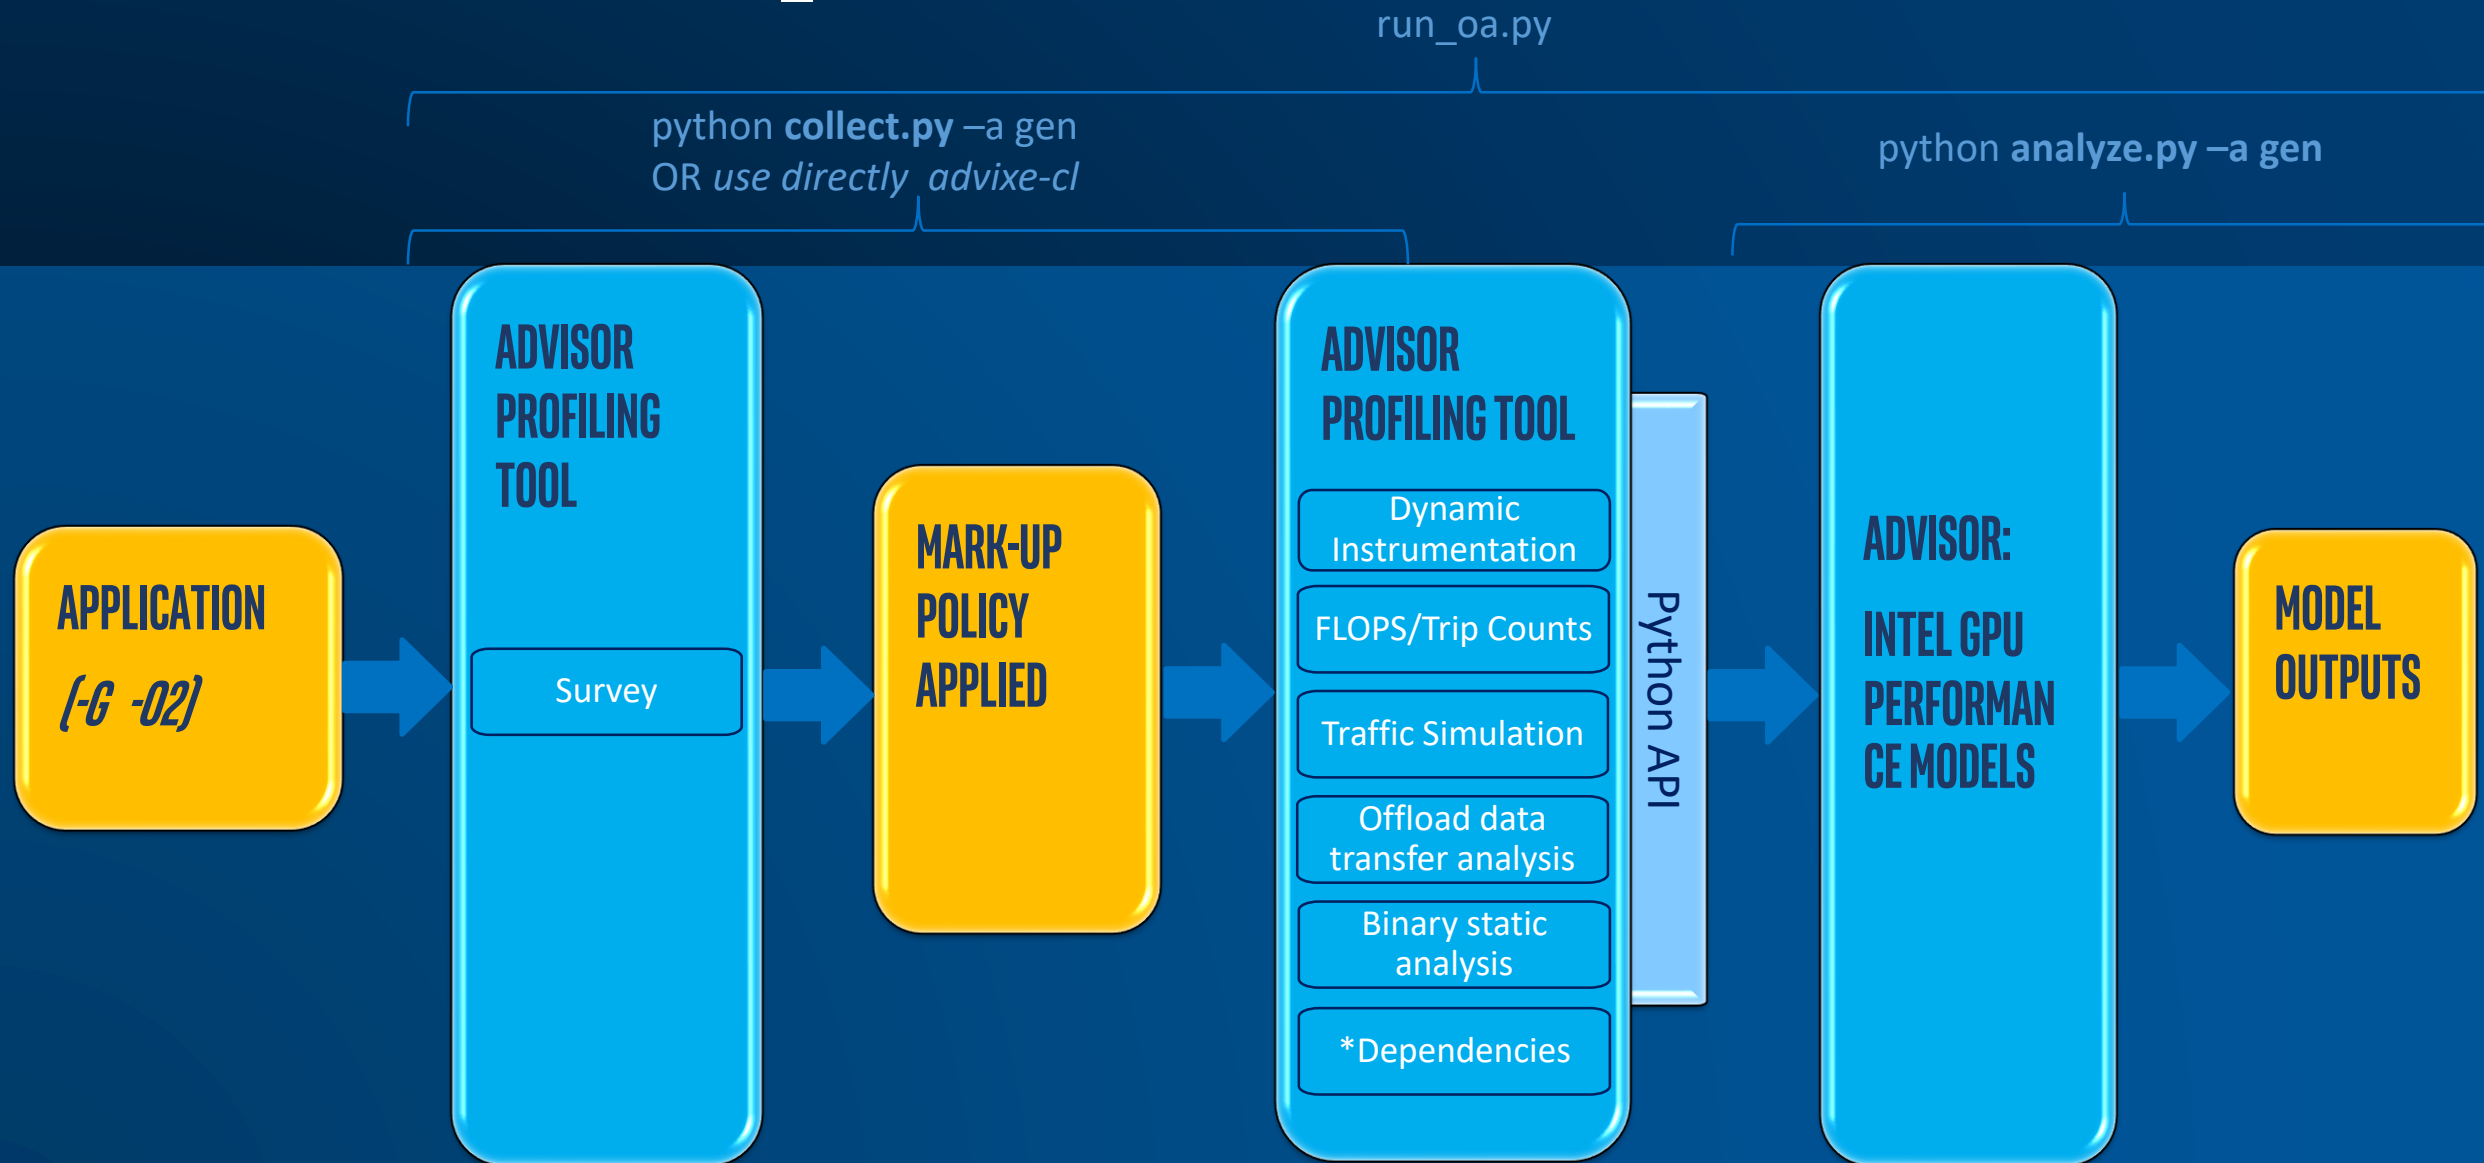 run_oa.py
python collect.py –a gen
OR use directly  advixe-cl
python analyze.py –a gen
APPLICATION
(-G -O2)
ADVISOR
PROFILING
TOOL
Survey
MARK-UP
POLICY
APPLIED
ADVISOR
PROFILING TOOL
Dynamic
Instrumentation
FLOPS/Trip Counts
Traffic Simulation
Offload data
transfer analysis
Binary static
analysis
*Dependencies
Python API
ADVISOR:
INTEL GPU
PERFORMAN
CE MODELS
MODEL
OUTPUTS